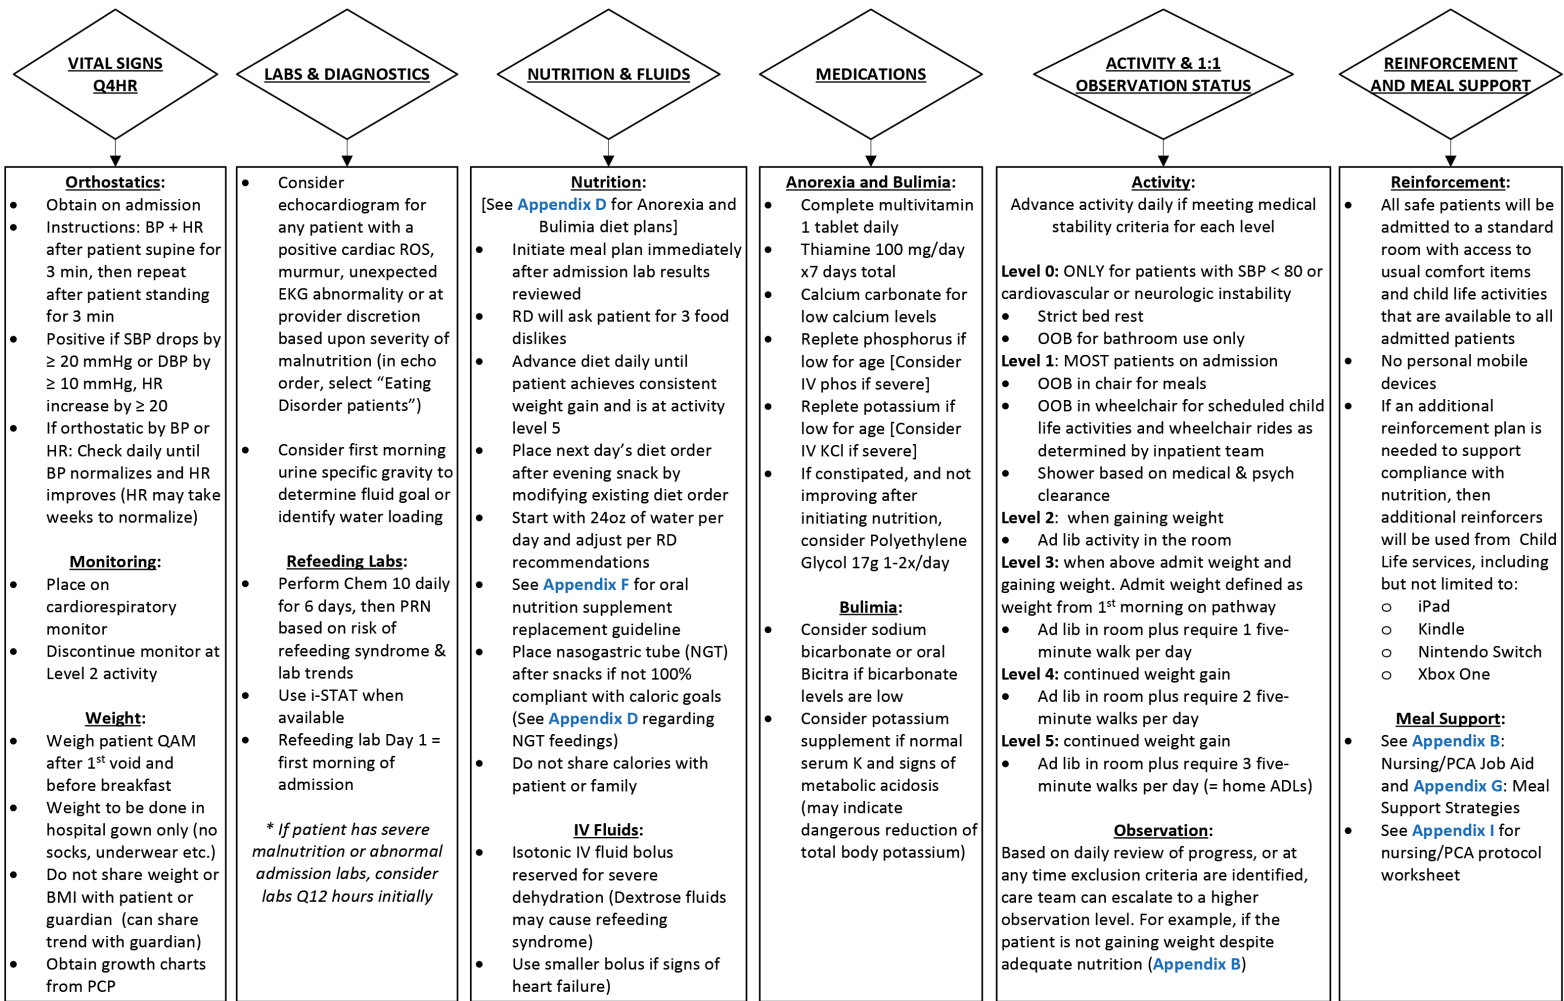 VITAL SIGNS
Q4HR
LABS & DIAGNOSTICS
NUTRITION & FLUIDS
MEDICATIONS
ACTIVITY & 1:1
OBSERVATION STATUS
REINFORCEMENT
AND MEAL SUPPORT
Orthostatics:
• Obtain on admission
• Instructions: BP + HR
after patient supine for
3 min, then repeat
after patient standing
for 3 min
• Positive if SBP drops by
≥ 20 mmHg or DBP by
≥ 10 mmHg, HR
increase by ≥ 20
• If orthostatic by BP or
HR: Check daily until
BP normalizes and HR
improves (HR may take
weeks to normalize)
Monitoring:
• Place on
cardiorespiratory
monitor
• Discontinue monitor at
Level 2 activity
Weight:
• Weigh patient QAM
after 1st void and
before breakfast
• Weight to be done in
hospital gown only (no
socks, underwear etc.)
• Do not share weight or
BMI with patient or
guardian (can share
trend with guardian)
• Obtain growth charts
from PCP
• Consider
echocardiogram for
any patient with a
positive cardiac ROS,
murmur, unexpected
EKG abnormality or at
provider discretion
based upon severity of
malnutrition (in echo
order, select “Eating
Disorder patients”)
• Consider first morning
urine specific gravity to
determine fluid goal or
identify water loading
Refeeding Labs:
• Perform Chem 10 daily
for 6 days, then PRN
based on risk of
refeeding syndrome &
lab trends
• Use i-STAT when
available
• Refeeding lab Day 1 =
first morning of
admission
* If patient has severe
malnutrition or abnormal
admission labs, consider
labs Q12 hours initially
Nutrition:
[See Appendix D for Anorexia and
Bulimia diet plans]
• Initiate meal plan immediately
after admission lab results
reviewed
• RD will ask patient for 3 food
dislikes
• Advance diet daily until
patient achieves consistent
weight gain and is at activity
level 5
• Place next day’s diet order
after evening snack by
modifying existing diet order
• Start with 24oz of water per
day and adjust per RD
recommendations
• See Appendix F for oral
nutrition supplement
replacement guideline
• Place nasogastric tube (NGT)
after snacks if not 100%
compliant with caloric goals
(See Appendix D regarding
NGT feedings)
• Do not share calories with
patient or family
IV Fluids:
• Isotonic IV fluid bolus
reserved for severe
dehydration (Dextrose fluids
may cause refeeding
syndrome)
• Use smaller bolus if signs of
heart failure)
Anorexia and Bulimia:
• Complete multivitamin
1 tablet daily
• Thiamine 100 mg/day
x7 days total
• Calcium carbonate for
low calcium levels
• Replete phosphorus if
low for age [Consider
IV phos if severe]
• Replete potassium if
low for age [Consider
IV KCl if severe]
• If constipated, and not
improving after
initiating nutrition,
consider Polyethylene
Glycol 17g 1-2x/day
Bulimia:
• Consider sodium
bicarbonate or oral
Bicitra if bicarbonate
levels are low
• Consider potassium
supplement if normal
serum K and signs of
metabolic acidosis
(may indicate
dangerous reduction of
total body potassium)
Activity:
Advance activity daily if meeting medical
stability criteria for each level
Level 0: ONLY for patients with SBP < 80 or
cardiovascular or neurologic instability
• Strict bed rest
• OOB for bathroom use only
Level 1: MOST patients on admission
• OOB in chair for meals
• OOB in wheelchair for scheduled child
life activities and wheelchair rides as
determined by inpatient team
• Shower based on medical & psych
clearance
Level 2: when gaining weight
• Ad lib activity in the room
Level 3: when above admit weight and
gaining weight. Admit weight defined as
weight from 1st morning on pathway
• Ad lib in room plus require 1 five-
minute walk per day
Level 4: continued weight gain
• Ad lib in room plus require 2 five-
minute walks per day
Level 5: continued weight gain
• Ad lib in room plus require 3 five-
minute walks per day (= home ADLs)
Observation:
Based on daily review of progress, or at
any time exclusion criteria are identified,
care team can escalate to a higher
observation level. For example, if the
patient is not gaining weight despite
adequate nutrition (Appendix B)
Reinforcement:
• All safe patients will be
admitted to a standard
room with access to
usual comfort items
and child life activities
that are available to all
admitted patients
• No personal mobile
devices
• If an additional
reinforcement plan is
needed to support
compliance with
nutrition, then
additional reinforcers
will be used from Child
Life services, including
but not limited to:
o iPad
o Kindle
o Nintendo Switch
o Xbox One
Meal Support:
• See Appendix B:
Nursing/PCA Job Aid
and Appendix G: Meal
Support Strategies
• See Appendix I for
nursing/PCA protocol
worksheet